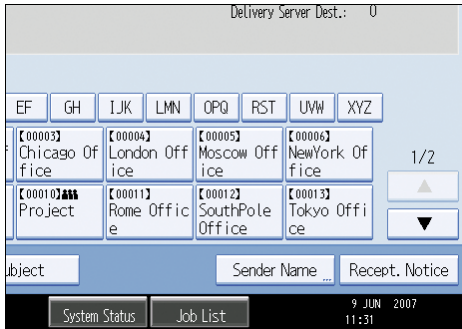 Delivery Server Dest.: 0
EF GH IJK LMN OPQ RST UVW XYZ
【00003】 【00004】 【00005】 【00006】
Chicago Of London Off Moscow Off NewYork Of
fice ice ice fice
1/2
【00010】 【00011】 【00012】 【00013】
Project Rome Offic SouthPole Tokyo Offi
e Office ce
▼
ubject Sender Name ... Recept. Notice
System Status Job List 9 JUN 2007
11:31